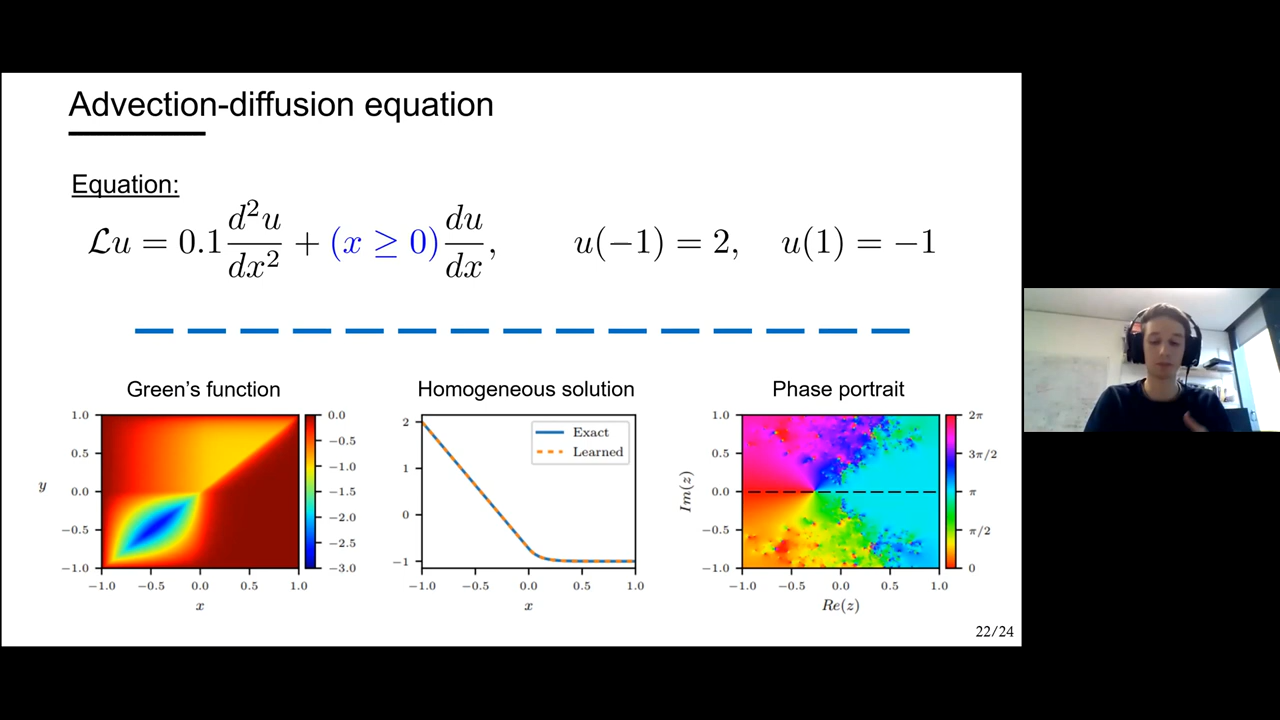 Advection-diffusion equation
Equation:
ℒu = 0.1 d²u/dx² + (x ≥ 0) du/dx, u(−1) = 2, u(1) = −1
Green's function
1.0
0.5
0.0
−0.5
−1.0
y
−1.0 −0.5 0.0 0.5 1.0
x
0.0
−0.5
−1.0
−1.5
−2.0
−2.5
−3.0
Homogeneous solution
2
1
0
−1
Exact
Learned
−1.0 −0.5 0.0 0.5 1.0
x
Phase portrait
1.0
0.5
0.0
−0.5
−1.0
Im(z)
−1.0 −0.5 0.0 0.5 1.0
Re(z)
2π
3π/2
π
π/2
0
22/24